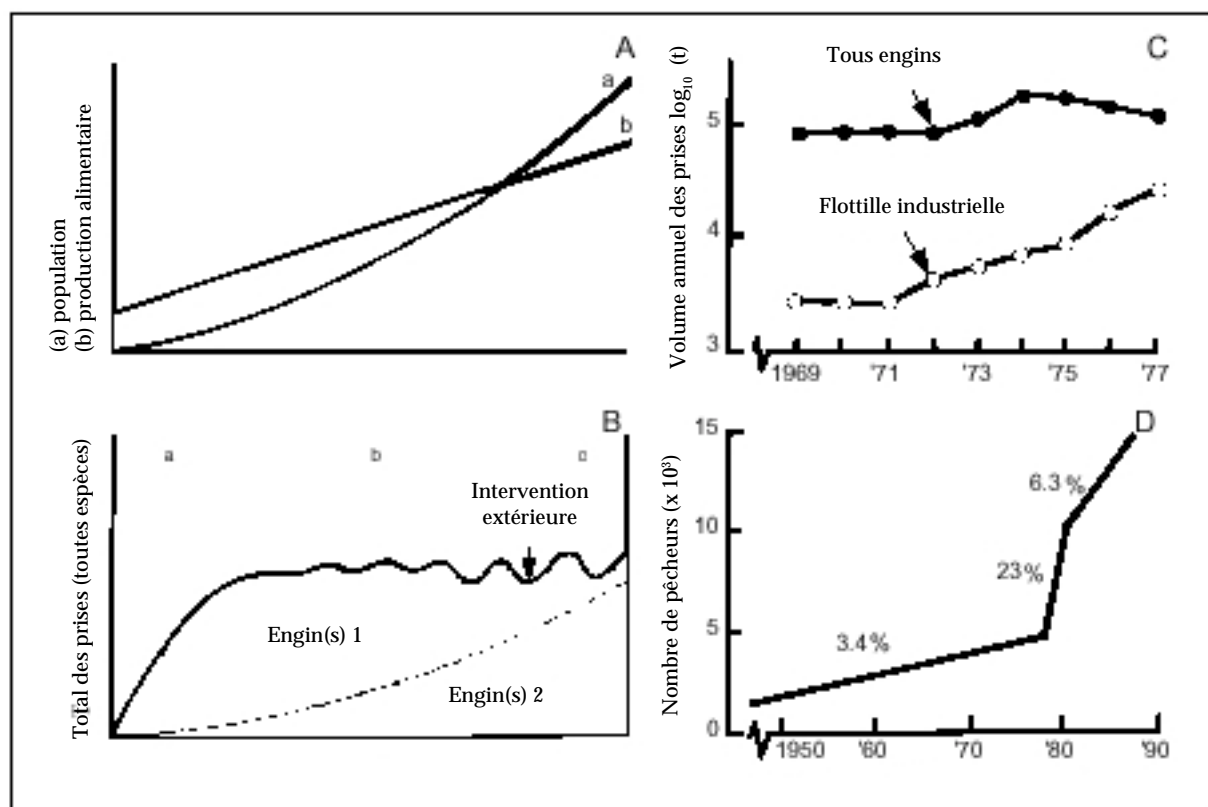 A
a
b
(a) population
(b) production alimentaire
C
Tous engins
Flottille industrielle
Volume annuel des prises log₁₀ (t)
5
4
3
1969 '71 '73 '75 '77
B
a b c
Intervention
extérieure
Engin(s) 1
Engin(s) 2
Total des prises (toutes espèces)
D
15
10
5
0
6.3 %
23 %
3.4 %
Nombre de pêcheurs (x 10³)
1950 '60 '70 '80 '90